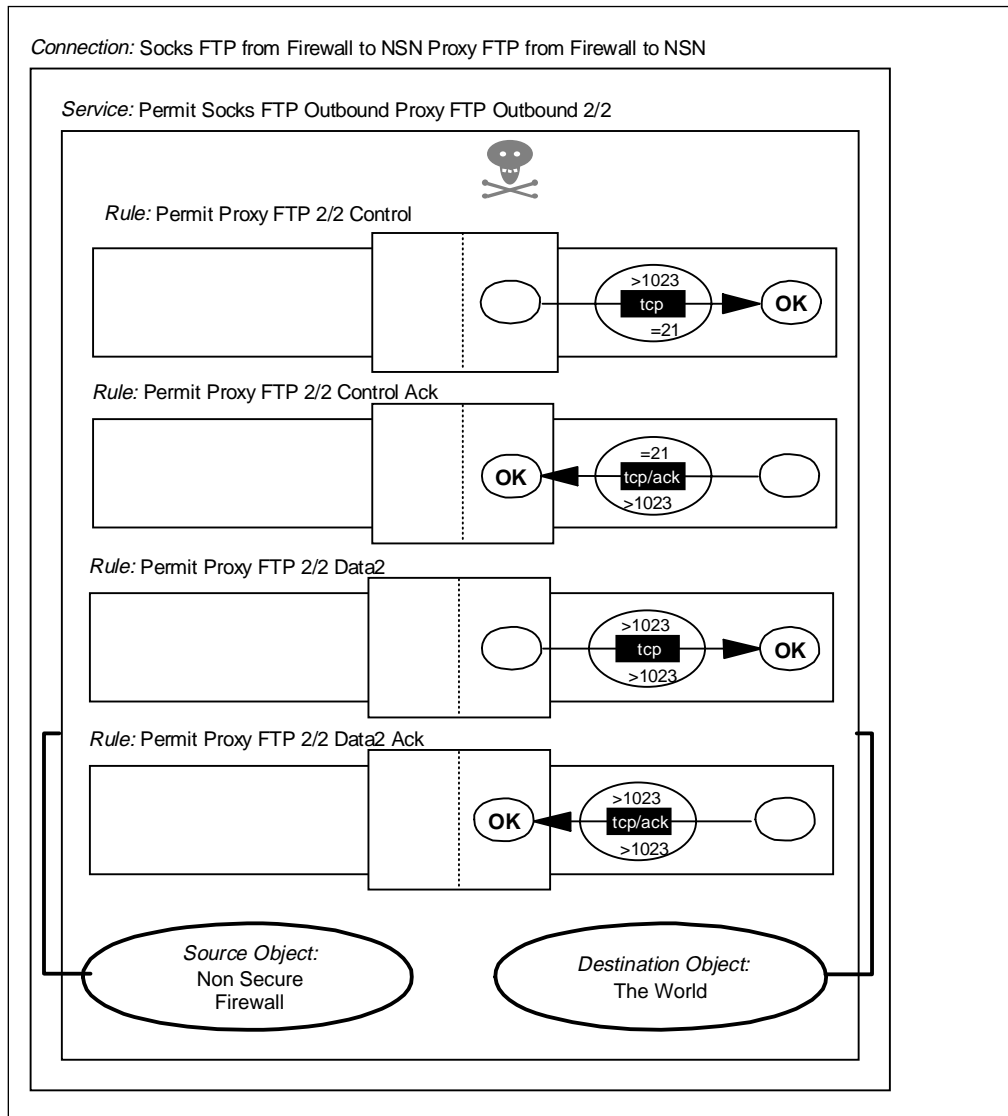 Connection: Socks FTP from Firewall to NSN Proxy FTP from Firewall to NSN
Service: Permit Socks FTP Outbound Proxy FTP Outbound 2/2
Rule: Permit Proxy FTP 2/2 Control
>1023
tcp
=21
OK
Rule: Permit Proxy FTP 2/2 Control Ack
OK
=21
tcp/ack
>1023
Rule: Permit Proxy FTP 2/2 Data2
>1023
tcp
>1023
OK
Rule: Permit Proxy FTP 2/2 Data2 Ack
OK
>1023
tcp/ack
>1023
Source Object:
Non Secure
Firewall
Destination Object:
The World